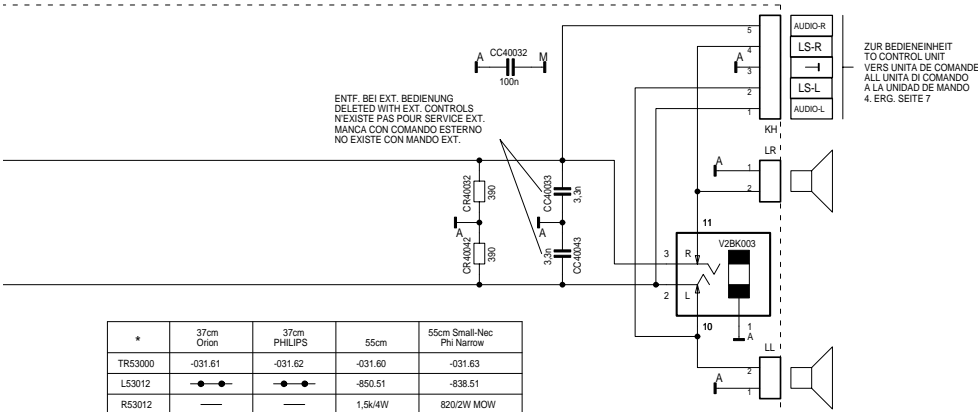 5
4
3
2
1
AUDIO-R
LS-R
LS-L
AUDIO-L
KH
ZUR BEDIENEINHEIT
TO CONTROL UNIT
VERS UNITA DE COMANDE
ALL UNITA DI COMANDO
A LA UNIDAD DE MANDO
4. ERG. SEITE 7
A
CC40032
M
100n
A
ENTF. BEI EXT. BEDIENUNG
DELETED WITH EXT. CONTROLS
N'EXISTE PAS POUR SERVICE EXT.
MANCA CON COMANDO ESTERNO
NO EXISTE CON MANDO EXT.
LR
A
1
2
CR40032
390
CC40033
3,3n
A
A
CR40042
390
3,3n
CC40043
11
V2BK003
3
R
2
L
10
1
A
LL
2
A
1
* 37cm Orion 37cm PHILIPS 55cm 55cm Small-Nec Phi Narrow
TR53000 -031.61 -031.62 -031.60 -031.63
L53012 -850.51 -838.51
R53012 1,5k/4W 820/2W MOW